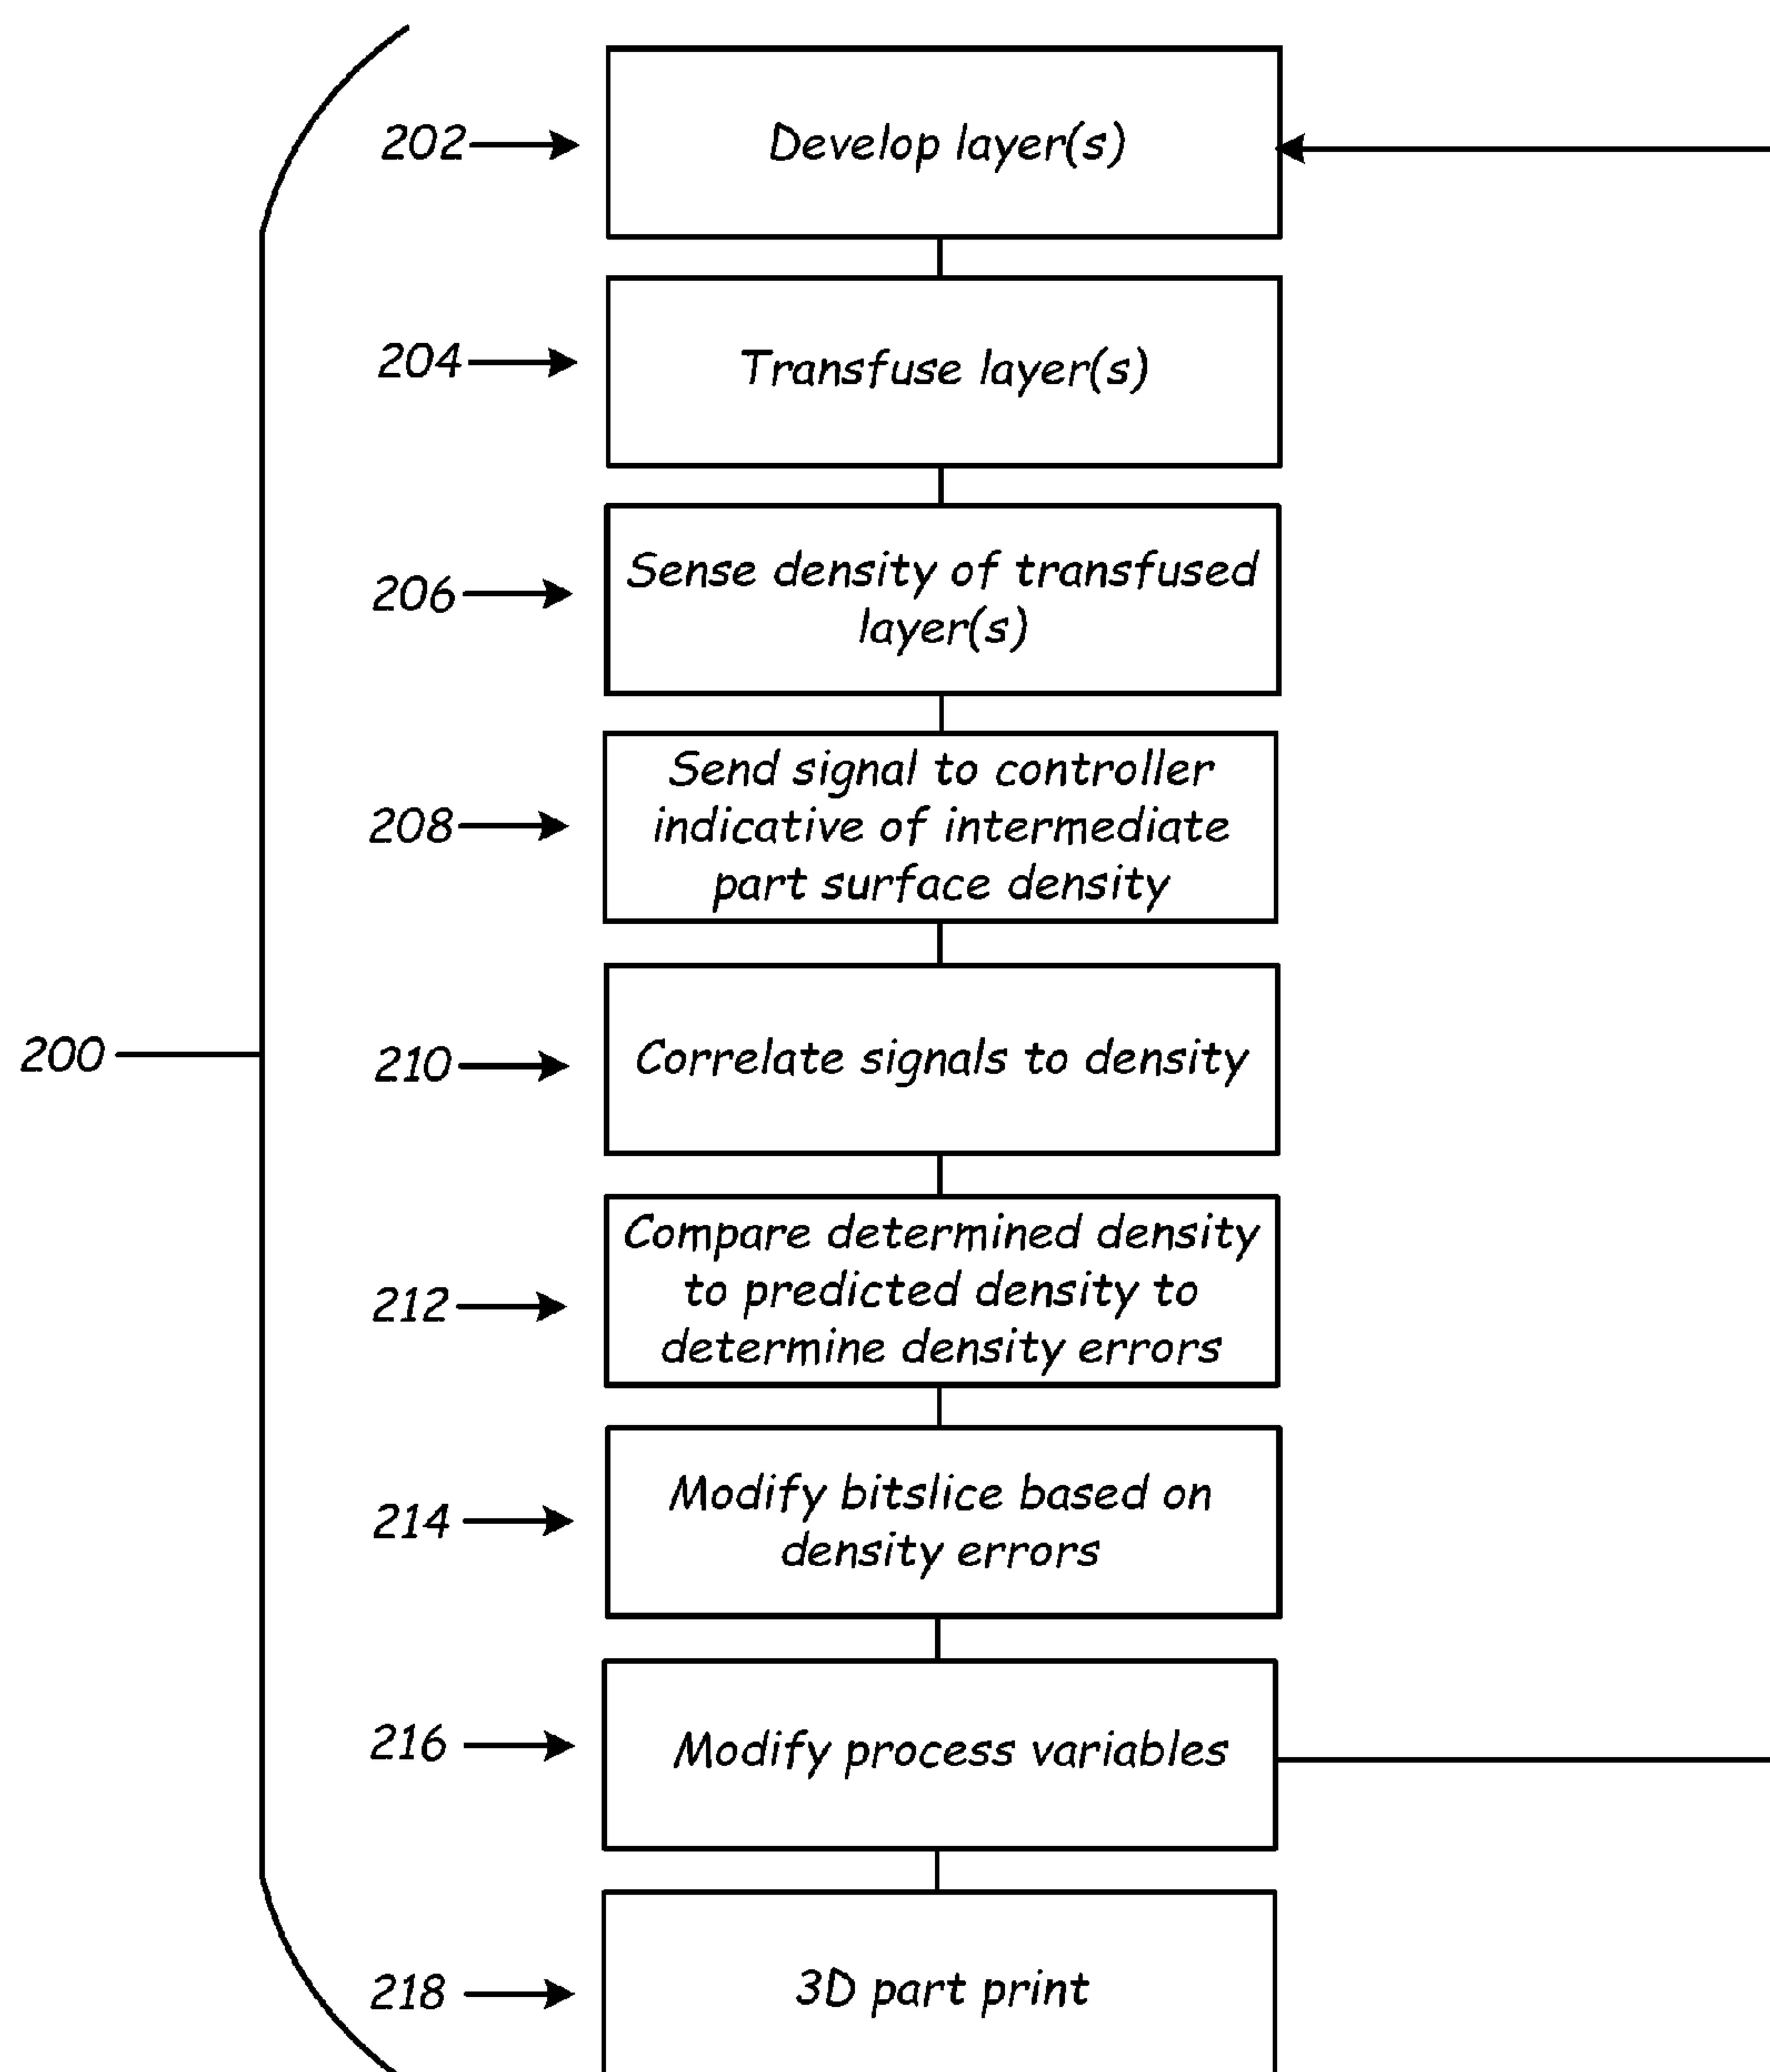 202
Develop layer(s)
204
Transfuse layer(s)
206
Sense density of transfused
layer(s)
208
Send signal to controller
indicative of intermediate
part surface density
200
210
Correlate signals to density
212
Compare determined density
to predicted density to
determine density errors
214
Modify bitslice based on
density errors
216
Modify process variables
218
3D part print